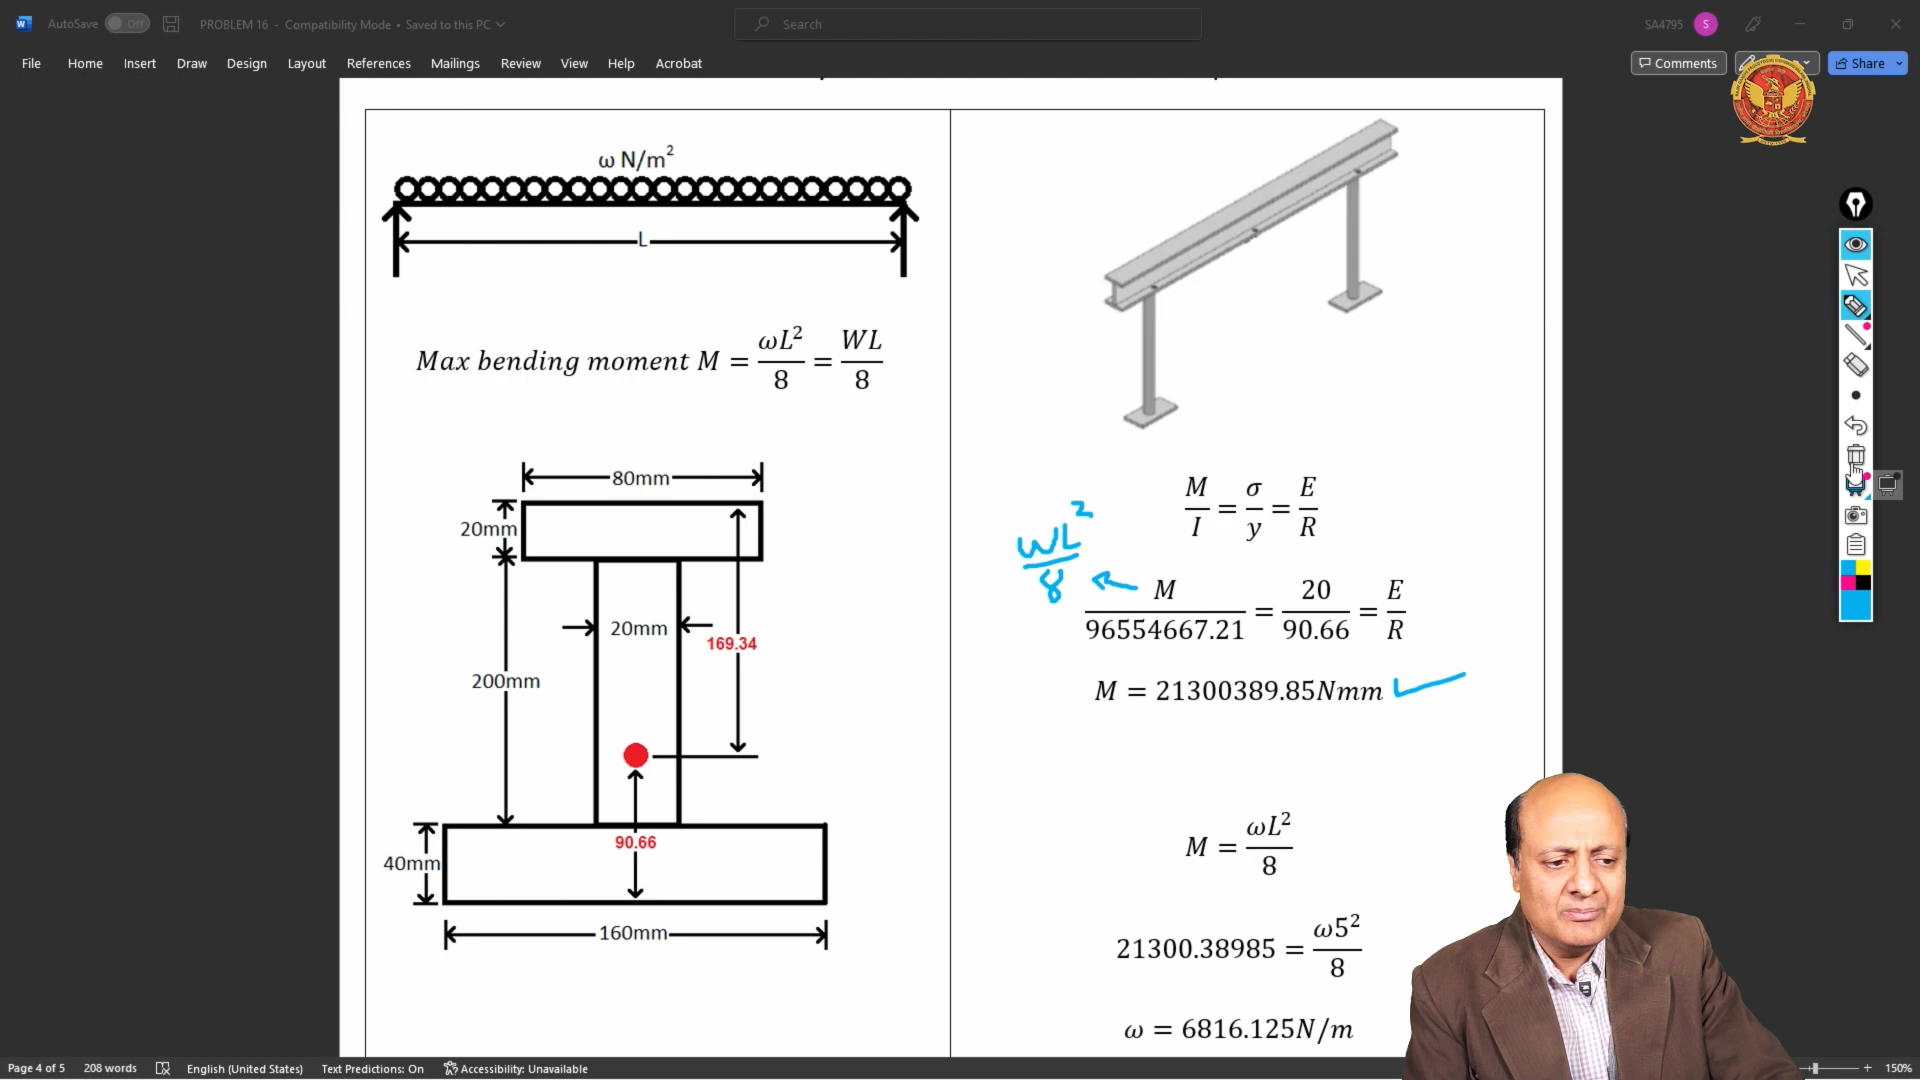 AutoSave Off PROBLEM 16 - Compatibility Mode • Saved to this PC Search SA4795 S
File Home Insert Draw Design Layout References Mailings Review View Help Acrobat Comments Share
ω N/m²
L
Max bending moment M = ωL²/8 = WL/8
80mm
20mm
20mm
169.34
200mm
90.66
40mm
160mm
M/I = σ/y = E/R
WL²/8
M/96554667.21 = 20/90.66 = E/R
M = 21300389.85Nmm
M = ωL²/8
21300.38985 = ω5²/8
ω = 6816.125N/m
Page 4 of 5 208 words English (United States) Text Predictions: On Accessibility: Unavailable 150%